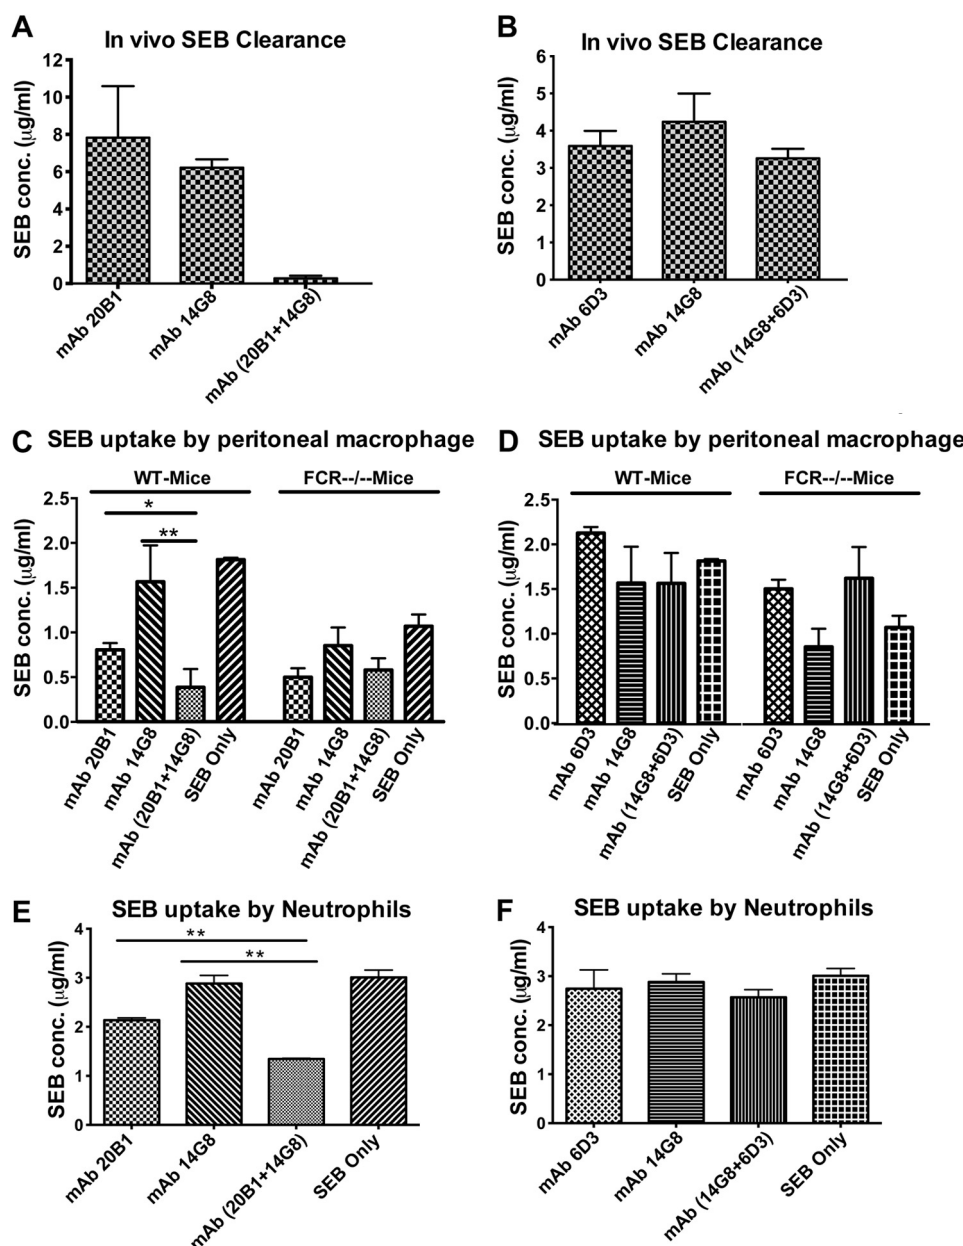 A
In vivo SEB Clearance
SEB conc. (μg/ml)
12
10
8
6
4
2
0
mAb 20B1
mAb 14G8
mAb (20B1+14G8)
B
In vivo SEB Clearance
SEB conc. (μg/ml)
6
5
4
3
2
1
0
mAb 6D3
mAb 14G8
mAb (14G8+6D3)
C
SEB uptake by peritoneal macrophage
WT-Mice
FCR--/--Mice
SEB conc. (μg/ml)
2.5
2.0
1.5
1.0
0.5
0.0
*
**
mAb 20B1
mAb 14G8
mAb (20B1+14G8)
SEB Only
mAb 20B1
mAb 14G8
mAb (20B1+14G8)
SEB Only
D
SEB uptake by peritoneal macrophage
WT-Mice
FCR--/--Mice
SEB conc. (μg/ml)
2.5
2.0
1.5
1.0
0.5
0.0
mAb 6D3
mAb 14G8
mAb (14G8+6D3)
SEB Only
mAb 6D3
mAb 14G8
mAb (14G8+6D3)
SEB Only
E
SEB uptake by Neutrophils
SEB conc. (μg/ml)
4
3
2
1
0
**
**
mAb 20B1
mAb 14G8
mAb (20B1+14G8)
SEB Only
F
SEB uptake by Neutrophils
SEB conc. (μg/ml)
4
3
2
1
0
mAb 6D3
mAb 14G8
mAb (14G8+6D3)
SEB Only